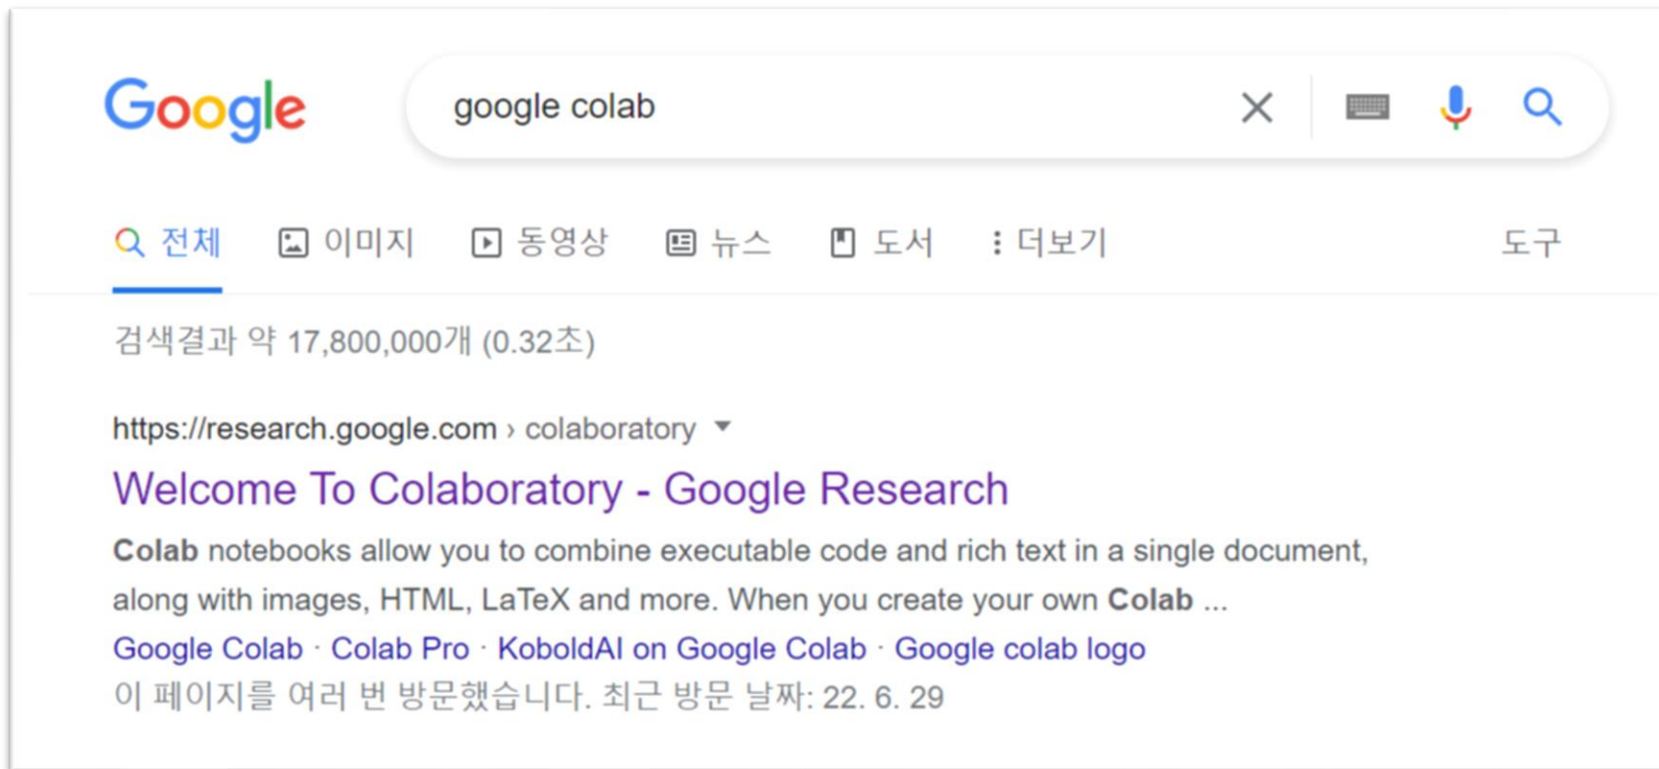 Google
google colab
전체 이미지 동영상 뉴스 도서 더보기 도구
검색결과 약 17,800,000개 (0.32초)
https://research.google.com › colaboratory
Welcome To Colaboratory - Google Research
Colab notebooks allow you to combine executable code and rich text in a single document,
along with images, HTML, LaTeX and more. When you create your own Colab ...
Google Colab · Colab Pro · KoboldAI on Google Colab · Google colab logo
이 페이지를 여러 번 방문했습니다. 최근 방문 날짜: 22. 6. 29